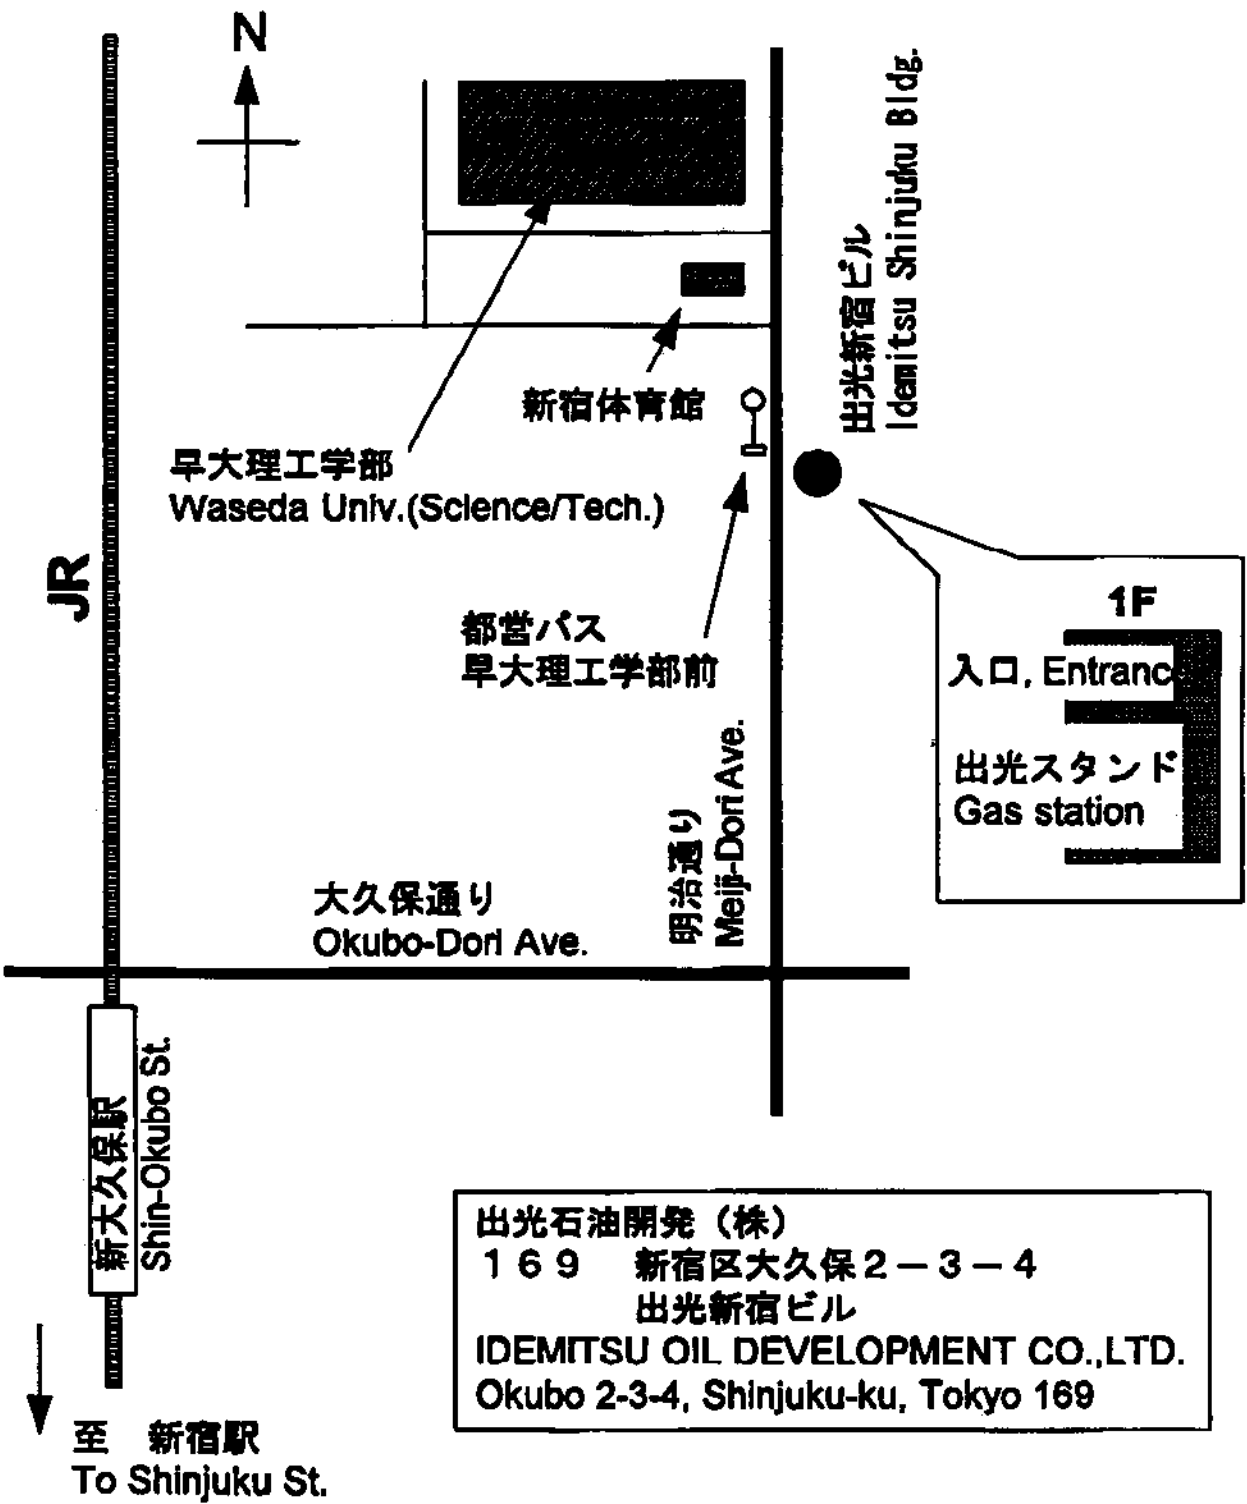 N
出光新宿ビル
Idemitsu Shinjuku Bldg.
新宿体育館
早大理工学部
Waseda Univ.(Science/Tech.)
JR
都営バス
早大理工学部前
1F
入口, Entrance
出光スタンド
Gas station
明治通り
Meiji-Dori Ave.
大久保通り
Okubo-Dori Ave.
新大久保駅
Shin-Okubo St.
出光石油開発（株）
１６９　新宿区大久保２－３－４
出光新宿ビル
IDEMITSU OIL DEVELOPMENT CO.,LTD.
Okubo 2-3-4, Shinjuku-ku, Tokyo 169
至　新宿駅
To Shinjuku St.